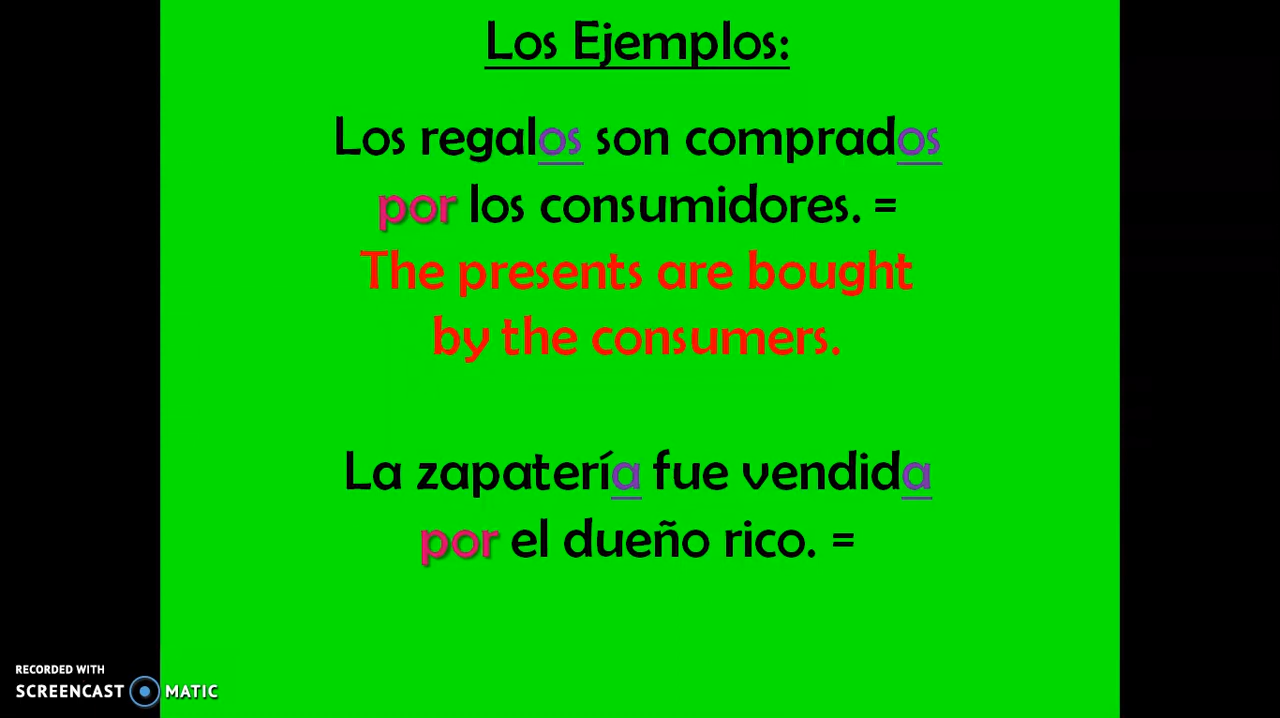 Los Ejemplos:
Los regalos son comprados
por los consumidores. =
The presents are bought
by the consumers.
La zapatería fue vendida
por el dueño rico. =
RECORDED WITH
SCREENCAST MATIC